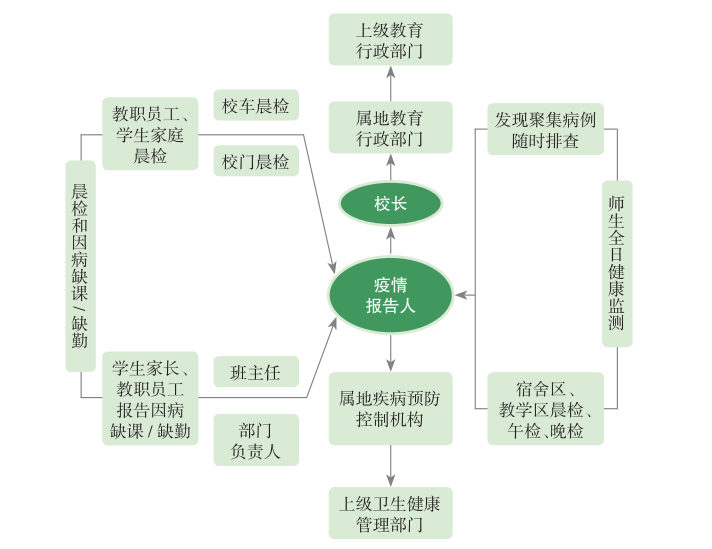 上级教育
行政部门
属地教育
行政部门
校长
疫情
报告人
属地疾病预防
控制机构
上级卫生健康
管理部门
晨检和因病缺课/缺勤
教职员工、
学生家庭
晨检
校车晨检
校门晨检
学生家长、
教职员工
报告因病
缺课/缺勤
班主任
部门
负责人
发现聚集病例
随时排查
师生全日健康监测
宿舍区、
教学区晨检、
午检、晚检